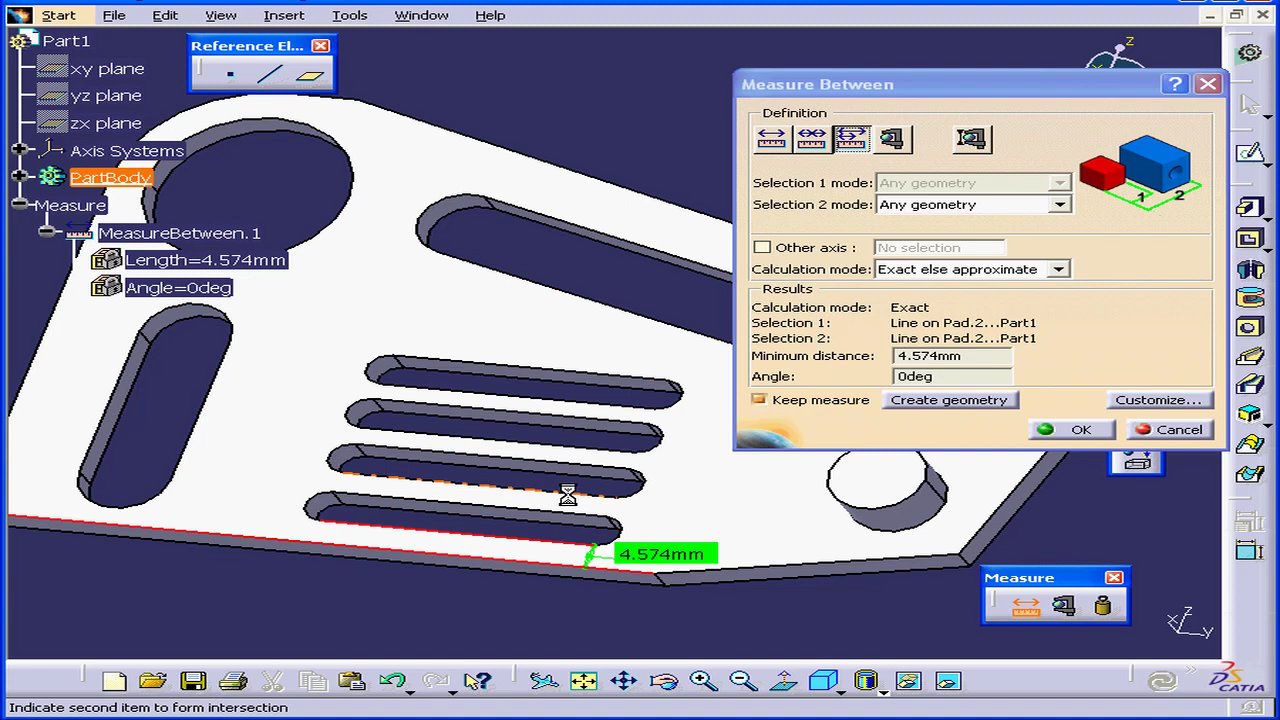 Start File Edit View Insert Tools Window Help
Part1
Reference El...
xy plane
yz plane
zx plane
Axis Systems
PartBody
Measure
MeasureBetween.1
Length=4.574mm
Angle=0deg
z
Measure Between
Definition
Selection 1 mode: Any geometry
Selection 2 mode: Any geometry
1 2
Other axis : No selection
Calculation mode: Exact else approximate
Results
Calculation mode: Exact
Selection 1: Line on Pad.2...Part1
Selection 2: Line on Pad.2...Part1
Minimum distance: 4.574mm
Angle: 0deg
Keep measure Create geometry Customize...
OK Cancel
4.574mm
Measure
z
x y
CATIA
Indicate second item to form intersection